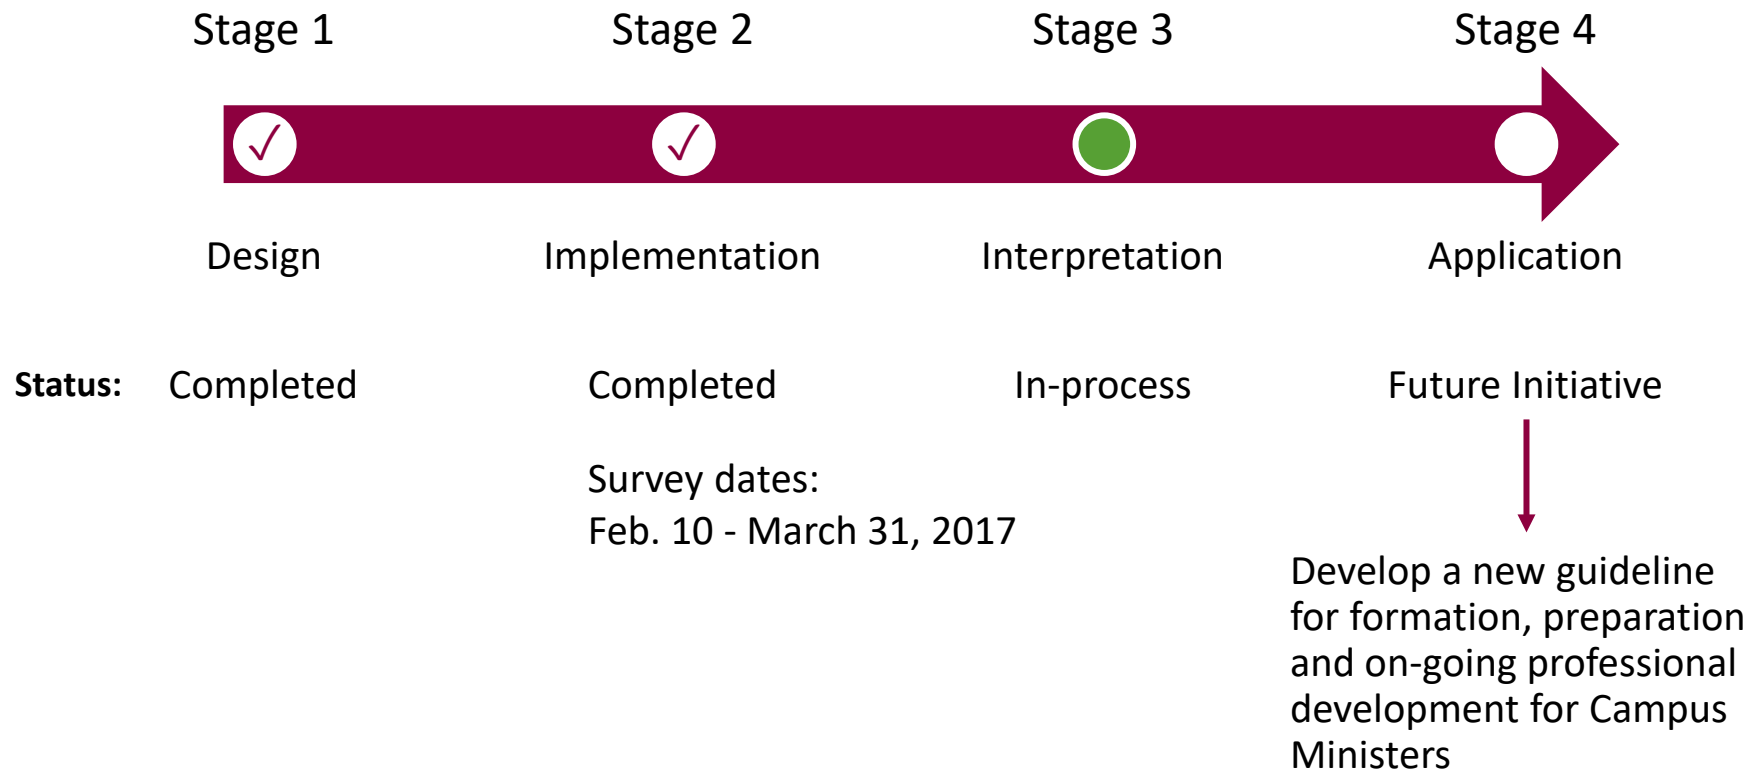 Stage 1
Stage 2
Stage 3
Stage 4
Design
Implementation
Interpretation
Application
Status:
Completed
Completed
In-process
Future Initiative
Survey dates:
Feb. 10 - March 31, 2017
Develop a new guideline
for formation, preparation
and on-going professional
development for Campus
Ministers